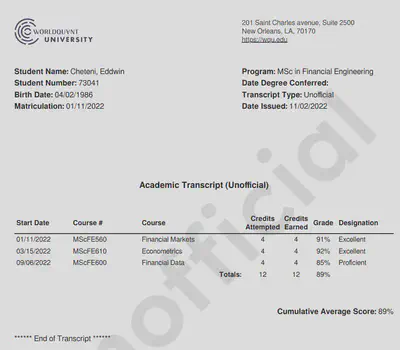 WORLDQUANT
UNIVERSITY
201 Saint Charles avenue, Suite 2500
New Orleans, LA, 70170
https://wqu.edu
Student Name: Cheteni, Eddwin
Student Number: 73041
Birth Date: 04/02/1986
Matriculation: 01/11/2022
Program: MSc in Financial Engineering
Date Degree Conferred:
Transcript Type: Unofficial
Date Issued: 11/02/2022
Academic Transcript (Unofficial)
Start Date Course # Course Credits Attempted Credits Earned Grade Designation
01/11/2022 MScFE560 Financial Markets 4 4 91% Excellent
03/15/2022 MScFE610 Econometrics 4 4 92% Excellent
09/06/2022 MScFE600 Financial Data 4 4 85% Proficient
Totals: 12 12 89%
Cumulative Average Score: 89%
****** End of Transcript ******
unofficial